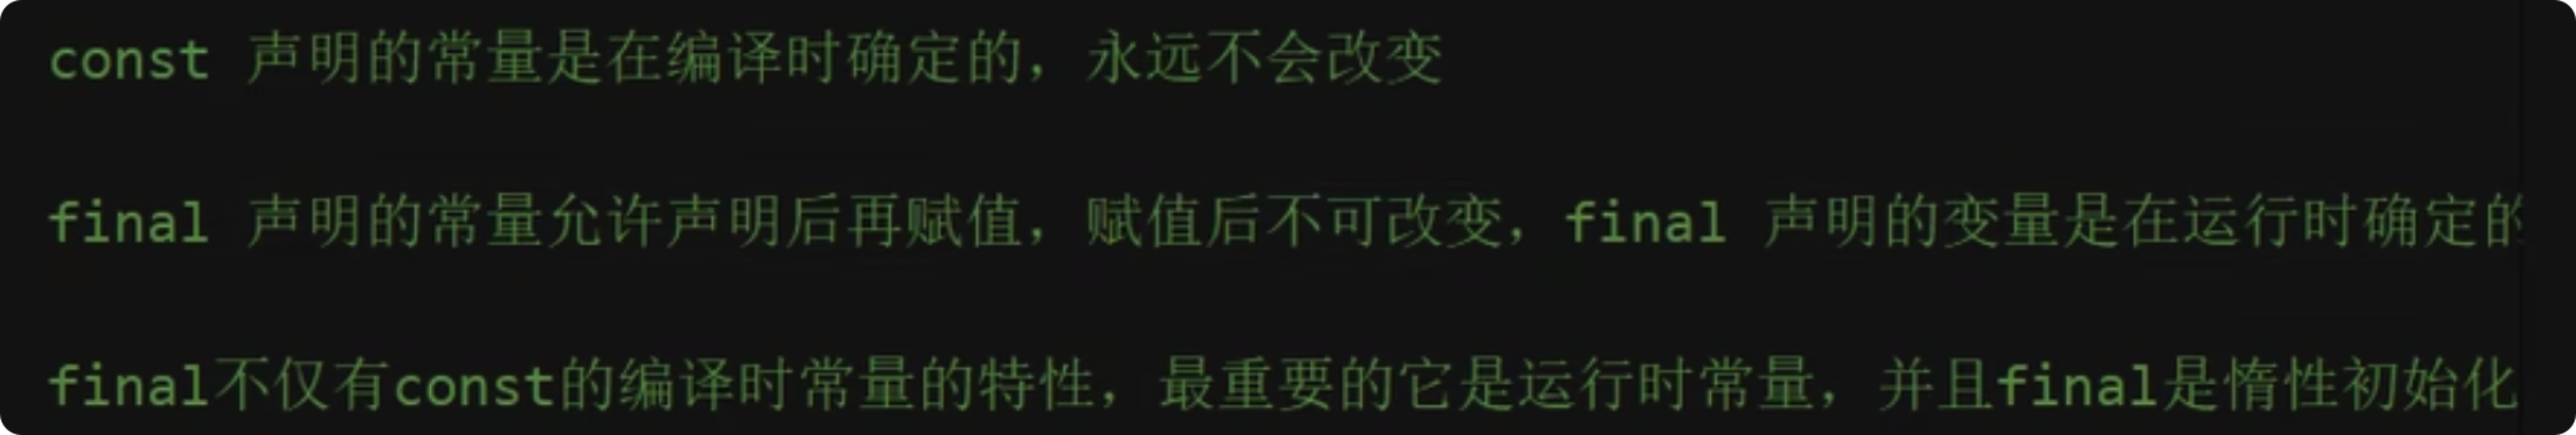 const 声明的常量是在编译时确定的，永远不会改变
final 声明的常量允许声明后再赋值，赋值后不可改变，final 声明的变量是在运行时确定的
final不仅有const的编译时常量的特性，最重要的它是运行时常量，并且final是惰性初始化